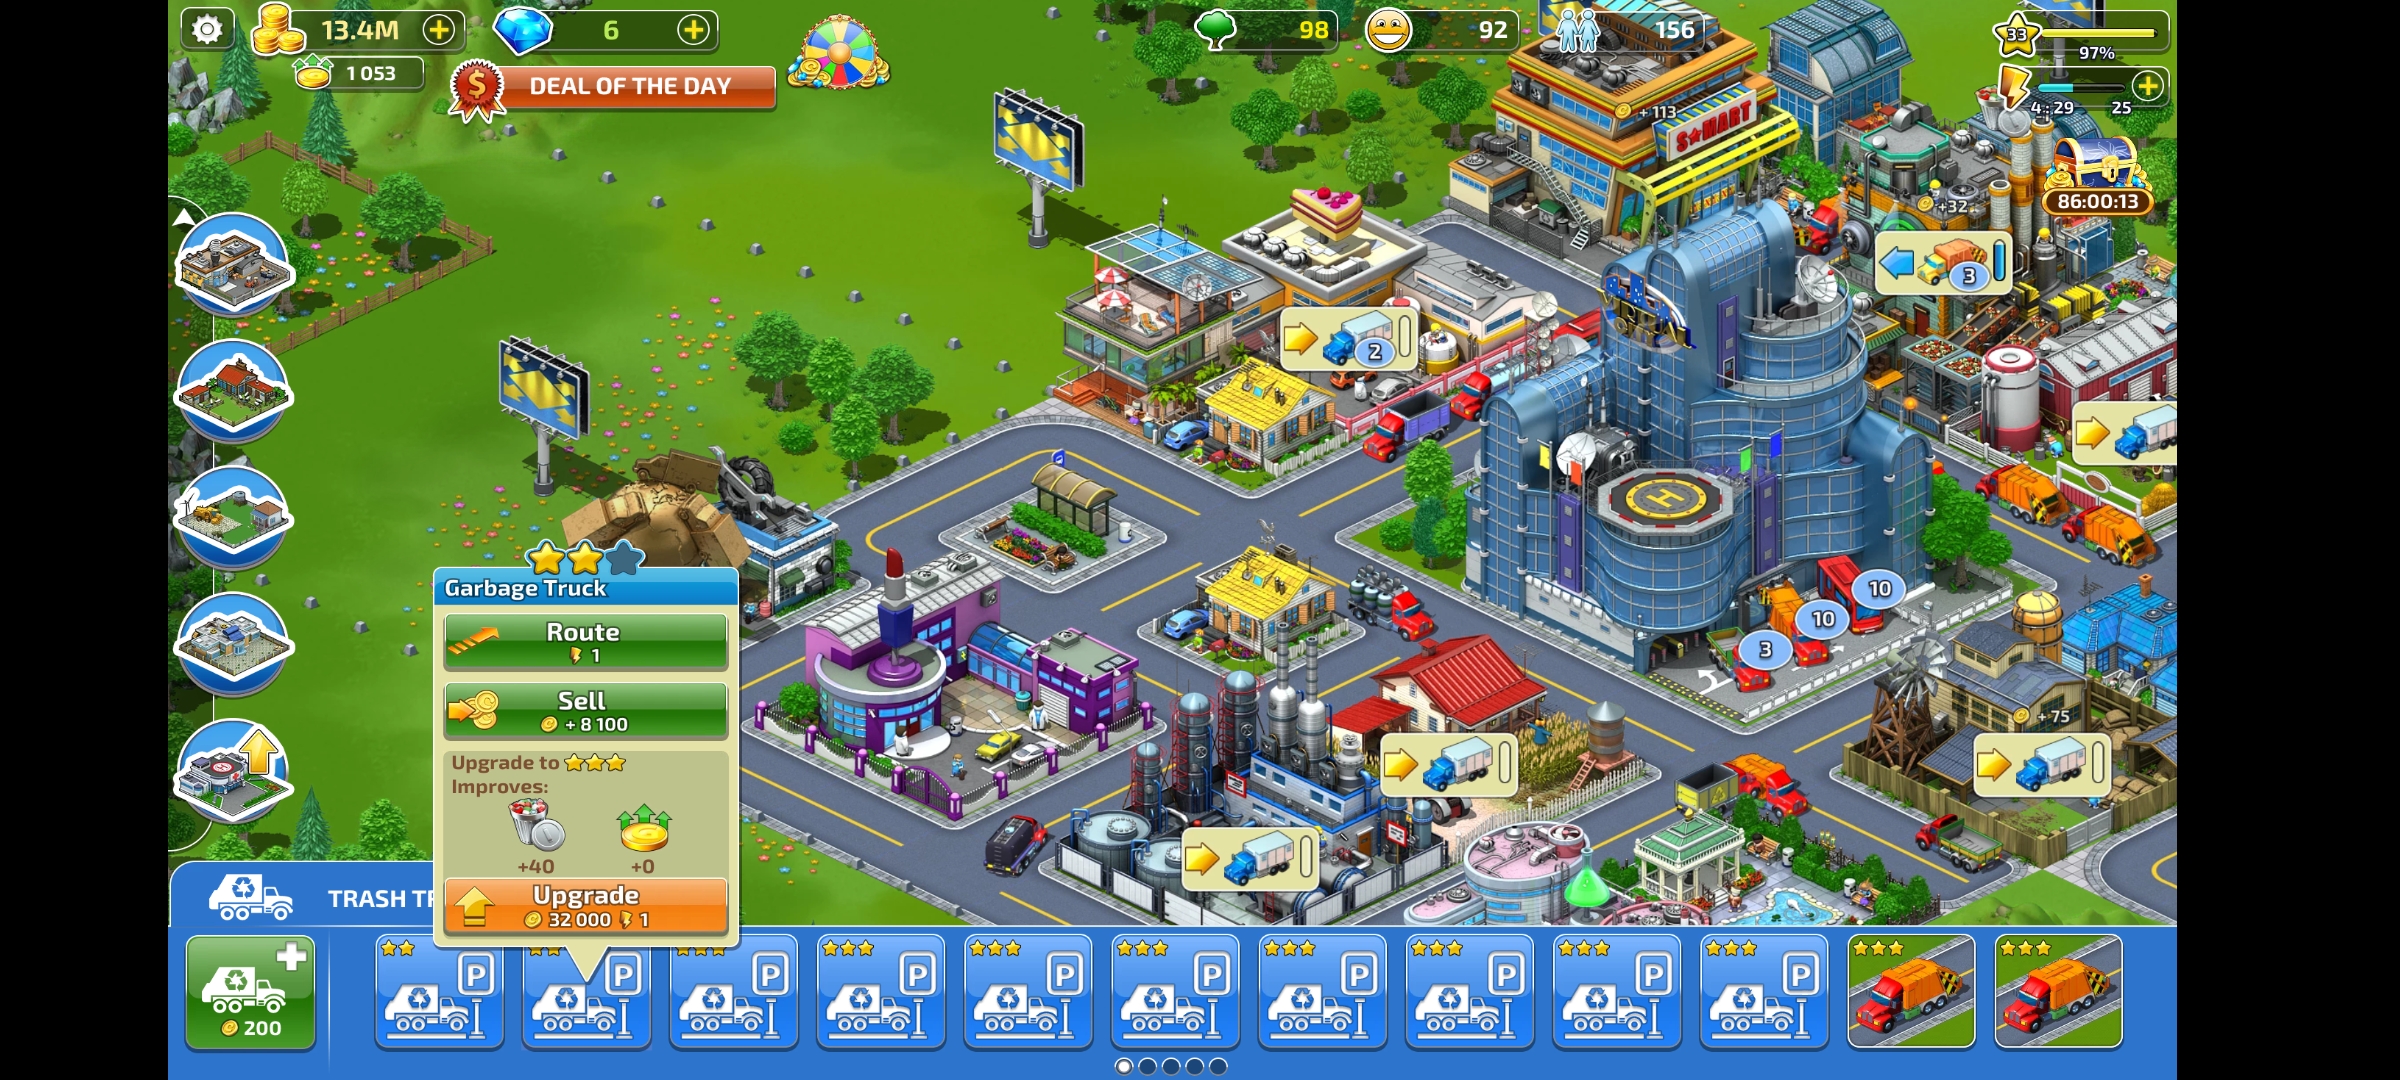 13.4M
6
98
92
156
33
97%
1 053
DEAL OF THE DAY
4:29
25
86:00:13
+113
S★MART
+32
3
2
10
10
3
+75
H
Garbage Truck
Route
1
Sell
+ 8 100
Upgrade to
Improves:
+40
+0
Upgrade
32 000
1
TRASH TR
200
P
P
P
P
P
P
P
P
P
P